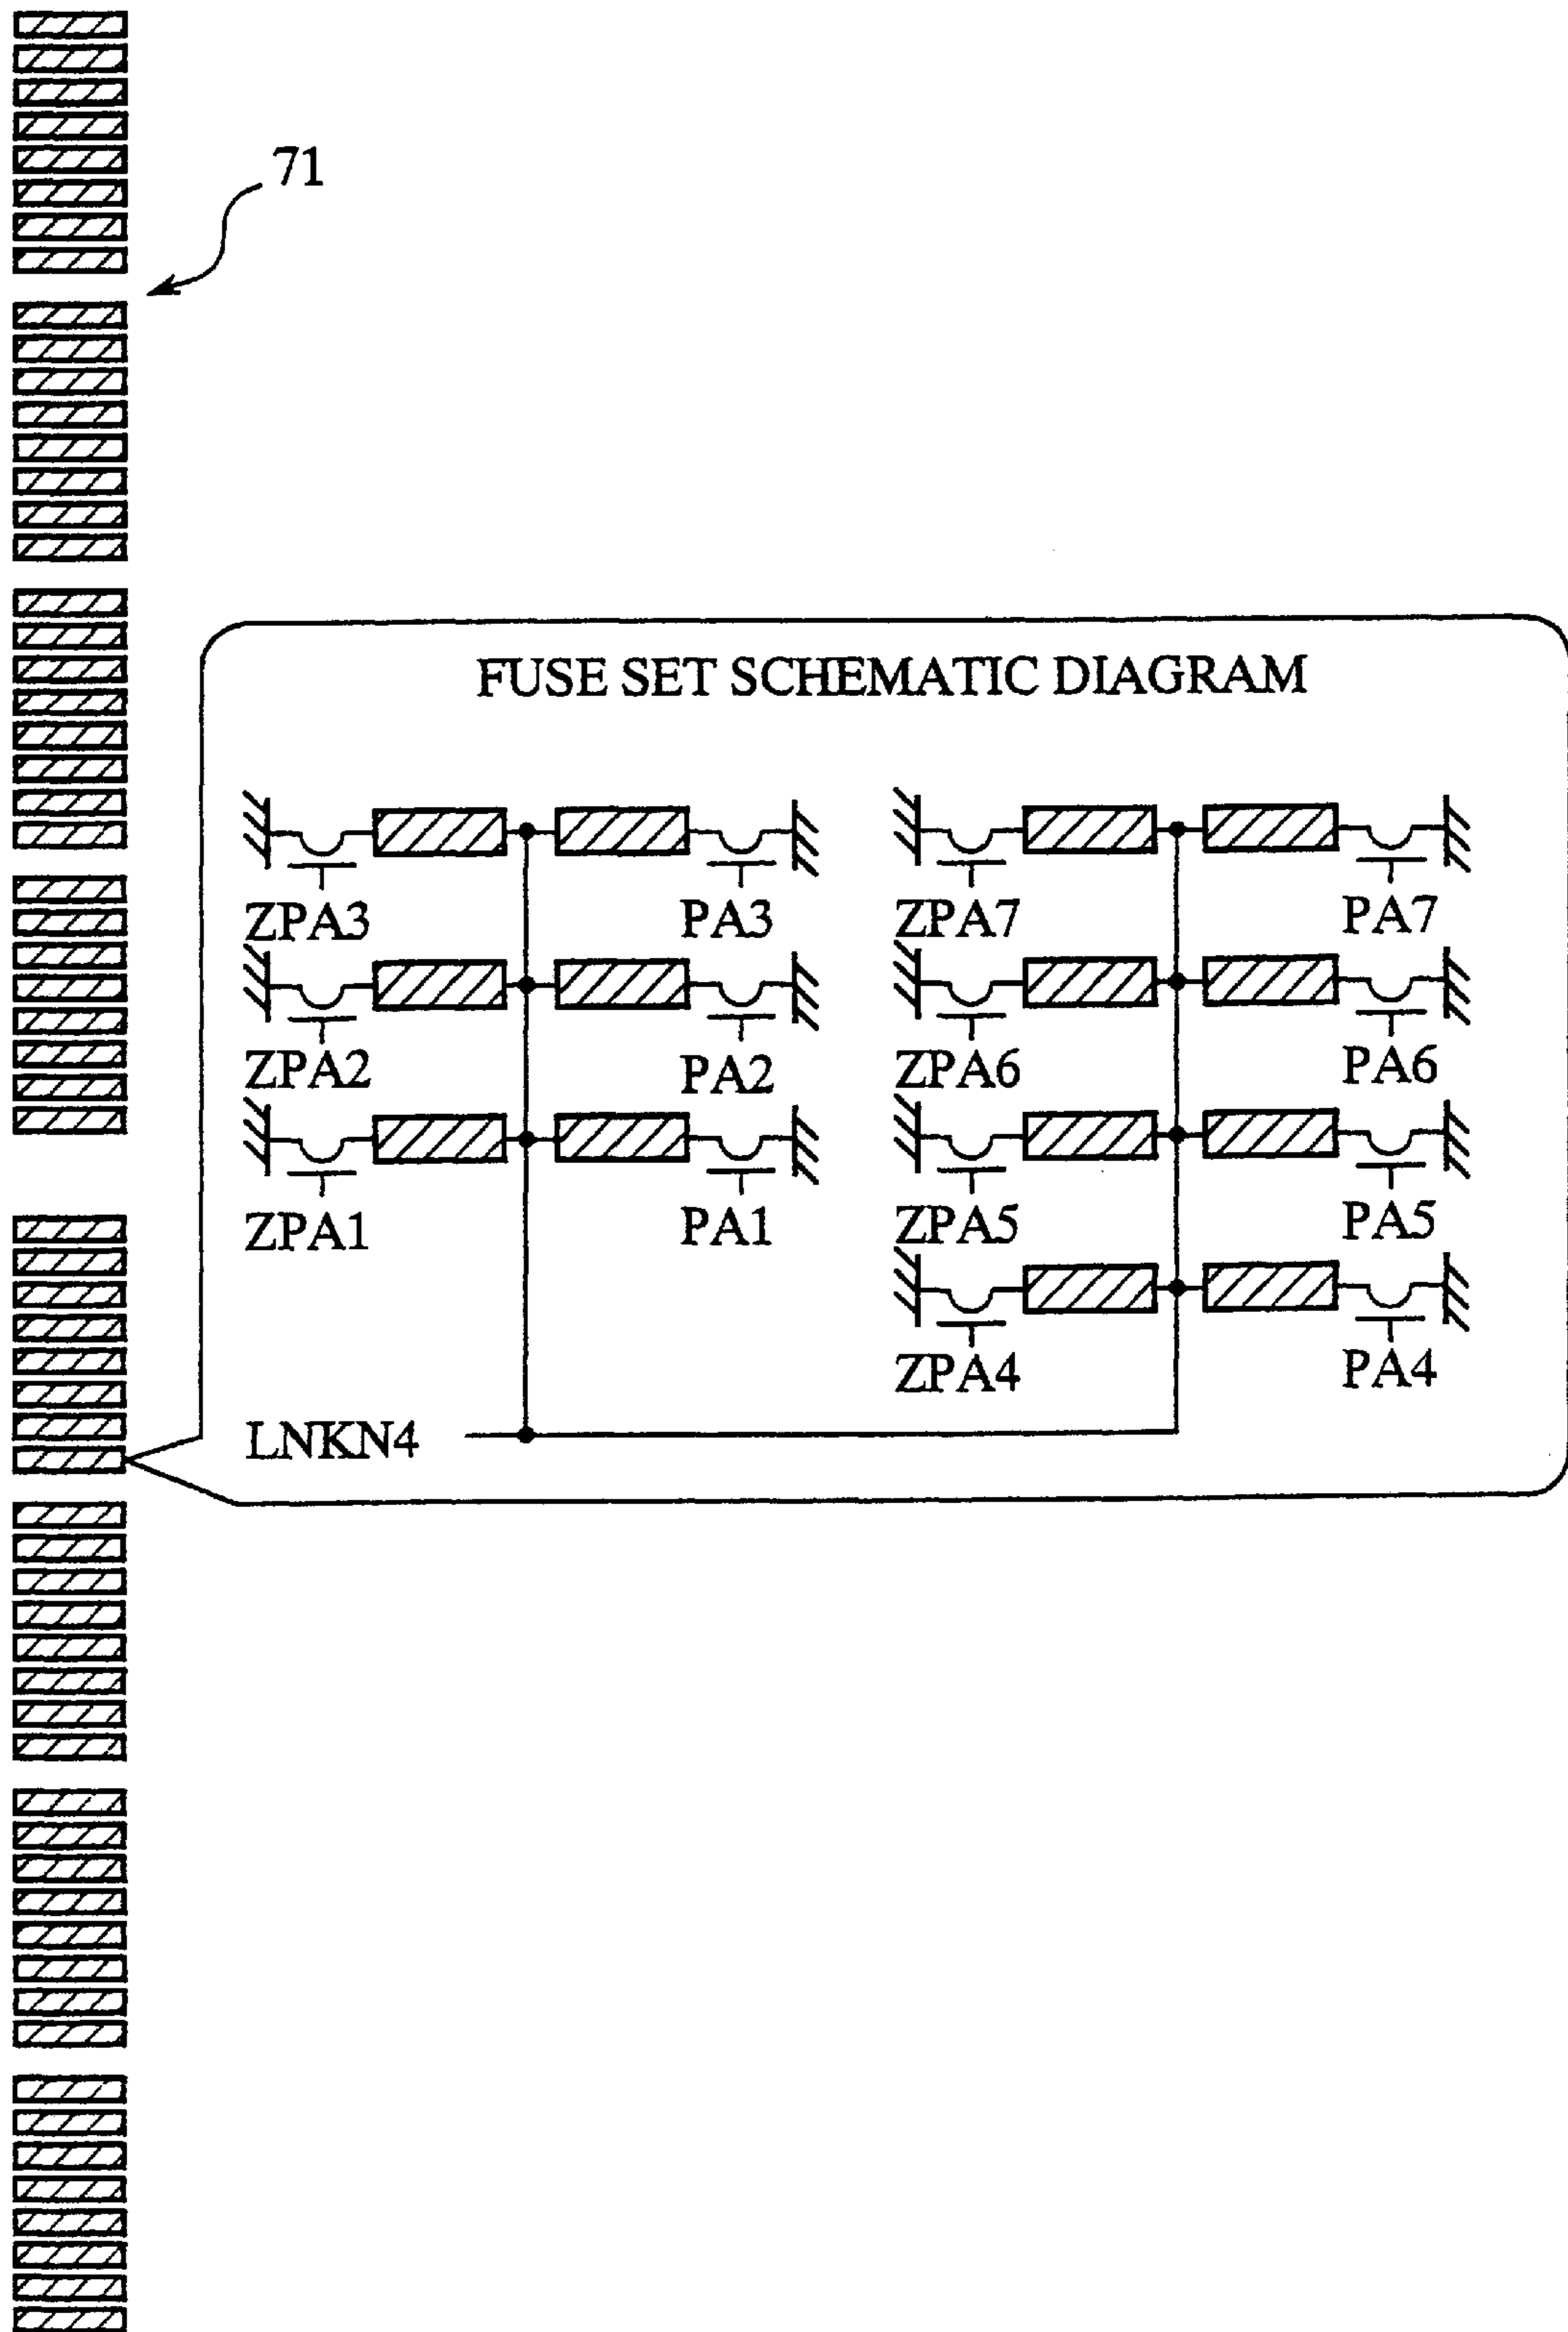 71
FUSE SET SCHEMATIC DIAGRAM
ZPA3 PA3 ZPA7 PA7
ZPA2 PA2 ZPA6 PA6
ZPA1 PA1 ZPA5 PA5
ZPA4 PA4
LNKN4